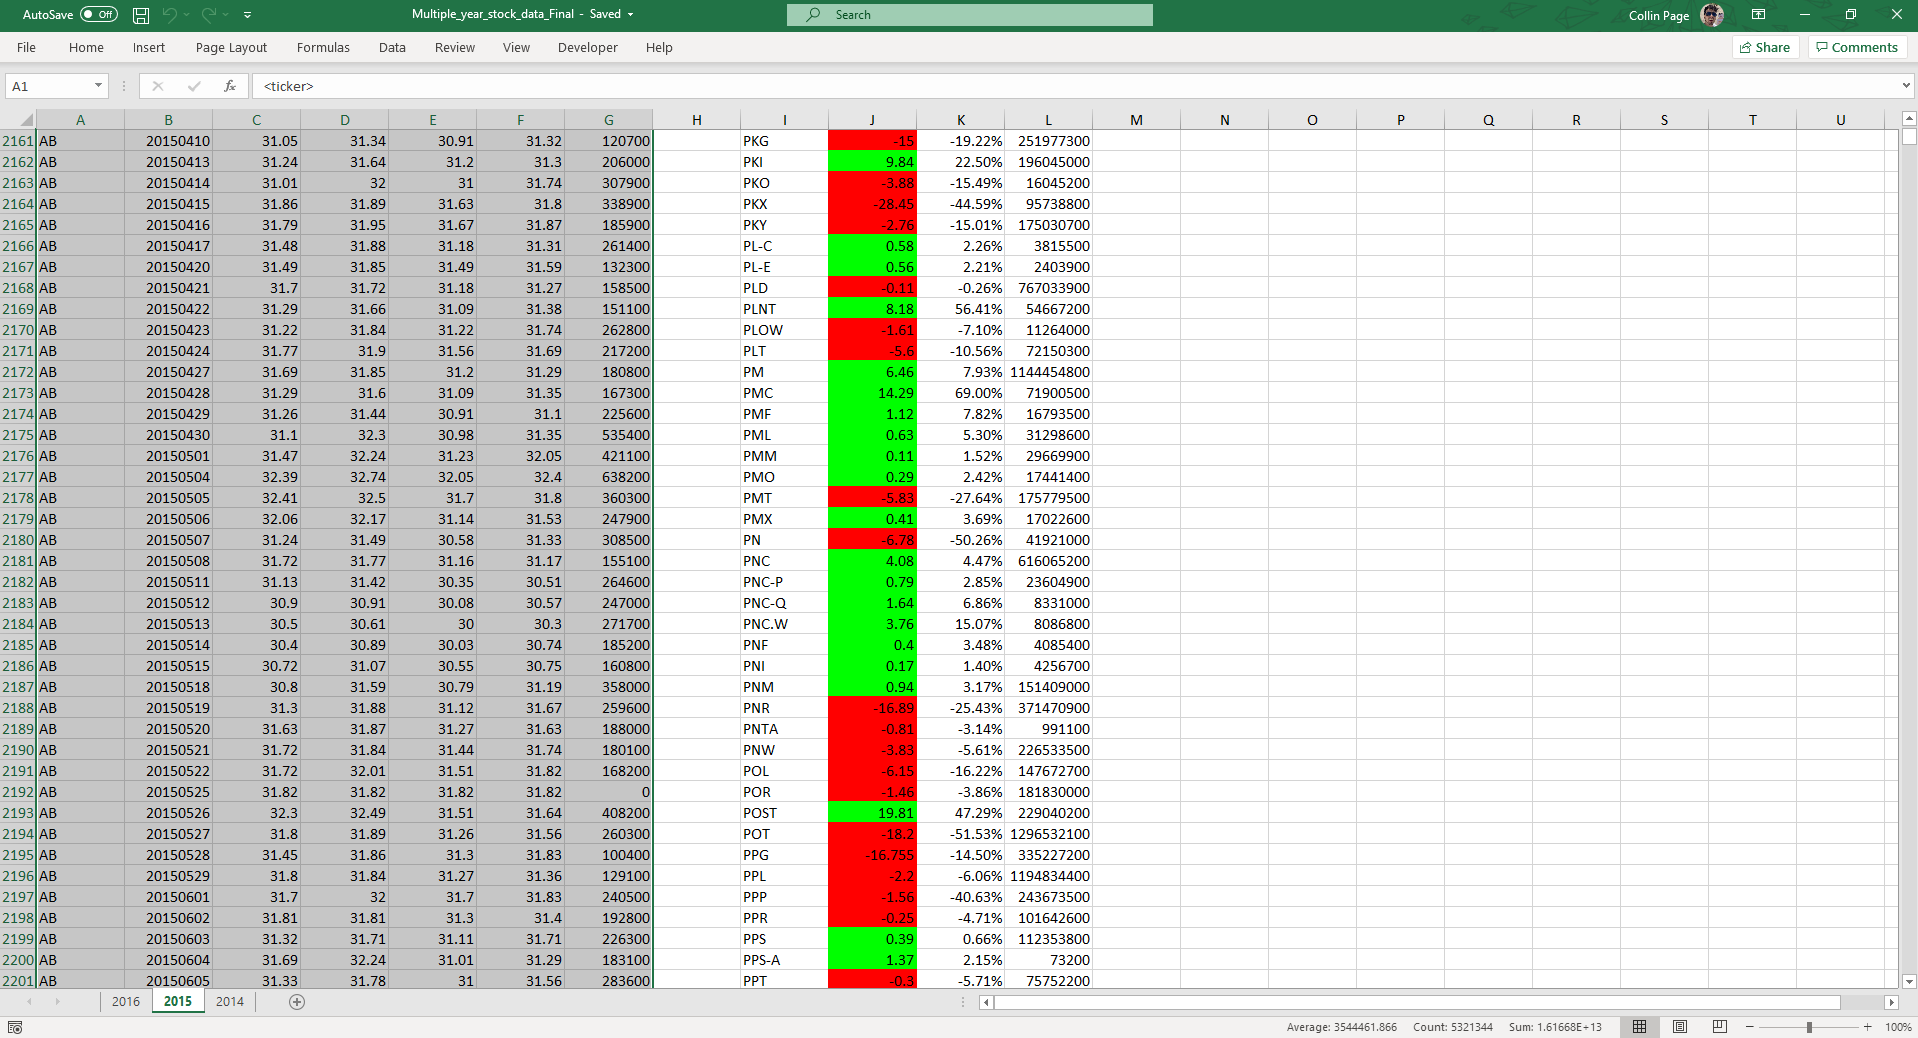 AutoSave Off Multiple_year_stock_data_Final - Saved Search Collin Page
File Home Insert Page Layout Formulas Data Review View Developer Help Share Comments
A1 fx <ticker>
A B C D E F G H I J K L M N O P Q R S T U
2161 AB 20150410 31.05 31.34 30.91 31.32 120700 PKG -15 -19.22% 251977300
2162 AB 20150413 31.24 31.64 31.2 31.3 206000 PKI 9.84 22.50% 196045000
2163 AB 20150414 31.01 32 31 31.74 307900 PKO -3.88 -15.49% 16045200
2164 AB 20150415 31.86 31.89 31.63 31.8 338900 PKX -28.45 -44.59% 95738800
2165 AB 20150416 31.79 31.95 31.67 31.87 185900 PKY -2.76 -15.01% 175030700
2166 AB 20150417 31.48 31.88 31.18 31.31 261400 PL-C 0.58 2.26% 3815500
2167 AB 20150420 31.49 31.85 31.49 31.59 132300 PL-E 0.56 2.21% 2403900
2168 AB 20150421 31.7 31.72 31.18 31.27 158500 PLD -0.11 -0.26% 767033900
2169 AB 20150422 31.29 31.66 31.09 31.38 151100 PLNT 8.18 56.41% 54667200
2170 AB 20150423 31.22 31.84 31.22 31.74 262800 PLOW -1.61 -7.10% 11264000
2171 AB 20150424 31.77 31.9 31.56 31.69 217200 PLT -5.6 -10.56% 72150300
2172 AB 20150427 31.69 31.85 31.2 31.29 180800 PM 6.46 7.93% 1144454800
2173 AB 20150428 31.29 31.6 31.09 31.35 167300 PMC 14.29 69.00% 71900500
2174 AB 20150429 31.26 31.44 30.91 31.1 225600 PMF 1.12 7.82% 16793500
2175 AB 20150430 31.1 32.3 30.98 31.35 535400 PML 0.63 5.30% 31298600
2176 AB 20150501 31.47 32.24 31.23 32.05 421100 PMM 0.11 1.52% 29669900
2177 AB 20150504 32.39 32.74 32.05 32.4 638200 PMO 0.29 2.42% 17441400
2178 AB 20150505 32.41 32.5 31.7 31.8 360300 PMT -5.83 -27.64% 175779500
2179 AB 20150506 32.06 32.17 31.14 31.53 247900 PMX 0.41 3.69% 17022600
2180 AB 20150507 31.24 31.49 30.58 31.33 308500 PN -6.78 -50.26% 41921000
2181 AB 20150508 31.72 31.77 31.16 31.17 155100 PNC 4.08 4.47% 616065200
2182 AB 20150511 31.13 31.42 30.35 30.51 264600 PNC-P 0.79 2.85% 23604900
2183 AB 20150512 30.9 30.91 30.08 30.57 247000 PNC-Q 1.64 6.86% 8331000
2184 AB 20150513 30.5 30.61 30 30.3 271700 PNC.W 3.76 15.07% 8086800
2185 AB 20150514 30.4 30.89 30.03 30.74 185200 PNF 0.4 3.48% 4085400
2186 AB 20150515 30.72 31.07 30.55 30.75 160800 PNI 0.17 1.40% 4256700
2187 AB 20150518 30.8 31.59 30.79 31.19 358000 PNM 0.94 3.17% 151409000
2188 AB 20150519 31.3 31.88 31.12 31.67 259600 PNR -16.89 -25.43% 371470900
2189 AB 20150520 31.63 31.87 31.27 31.63 188000 PNTA -0.81 -3.14% 991100
2190 AB 20150521 31.72 31.84 31.44 31.74 180100 PNW -3.83 -5.61% 226533500
2191 AB 20150522 31.72 32.01 31.51 31.82 168200 POL -6.15 -16.22% 147672700
2192 AB 20150525 31.82 31.82 31.82 31.82 0 POR -1.46 -3.86% 181830000
2193 AB 20150526 32.3 32.49 31.51 31.64 408200 POST 19.81 47.29% 229040200
2194 AB 20150527 31.8 31.89 31.26 31.56 260300 POT -18.2 -51.53% 1296532100
2195 AB 20150528 31.45 31.86 31.3 31.83 100400 PPG -16.755 -14.50% 335227200
2196 AB 20150529 31.8 31.84 31.27 31.36 129100 PPL -2.2 -6.06% 1194834400
2197 AB 20150601 31.7 32 31.7 31.83 240500 PPP -1.56 -40.63% 243673500
2198 AB 20150602 31.81 31.81 31.3 31.4 192800 PPR -0.25 -4.71% 101642600
2199 AB 20150603 31.32 31.71 31.11 31.71 226300 PPS 0.39 0.66% 112353800
2200 AB 20150604 31.69 32.24 31.01 31.29 183100 PPS-A 1.37 2.15% 73200
2201 AB 20150605 31.33 31.78 31 31.56 283600 PPT -0.3 -5.71% 75752200
2016 2015 2014
Average: 3544461.866 Count: 5321344 Sum: 1.61668E+13 100%